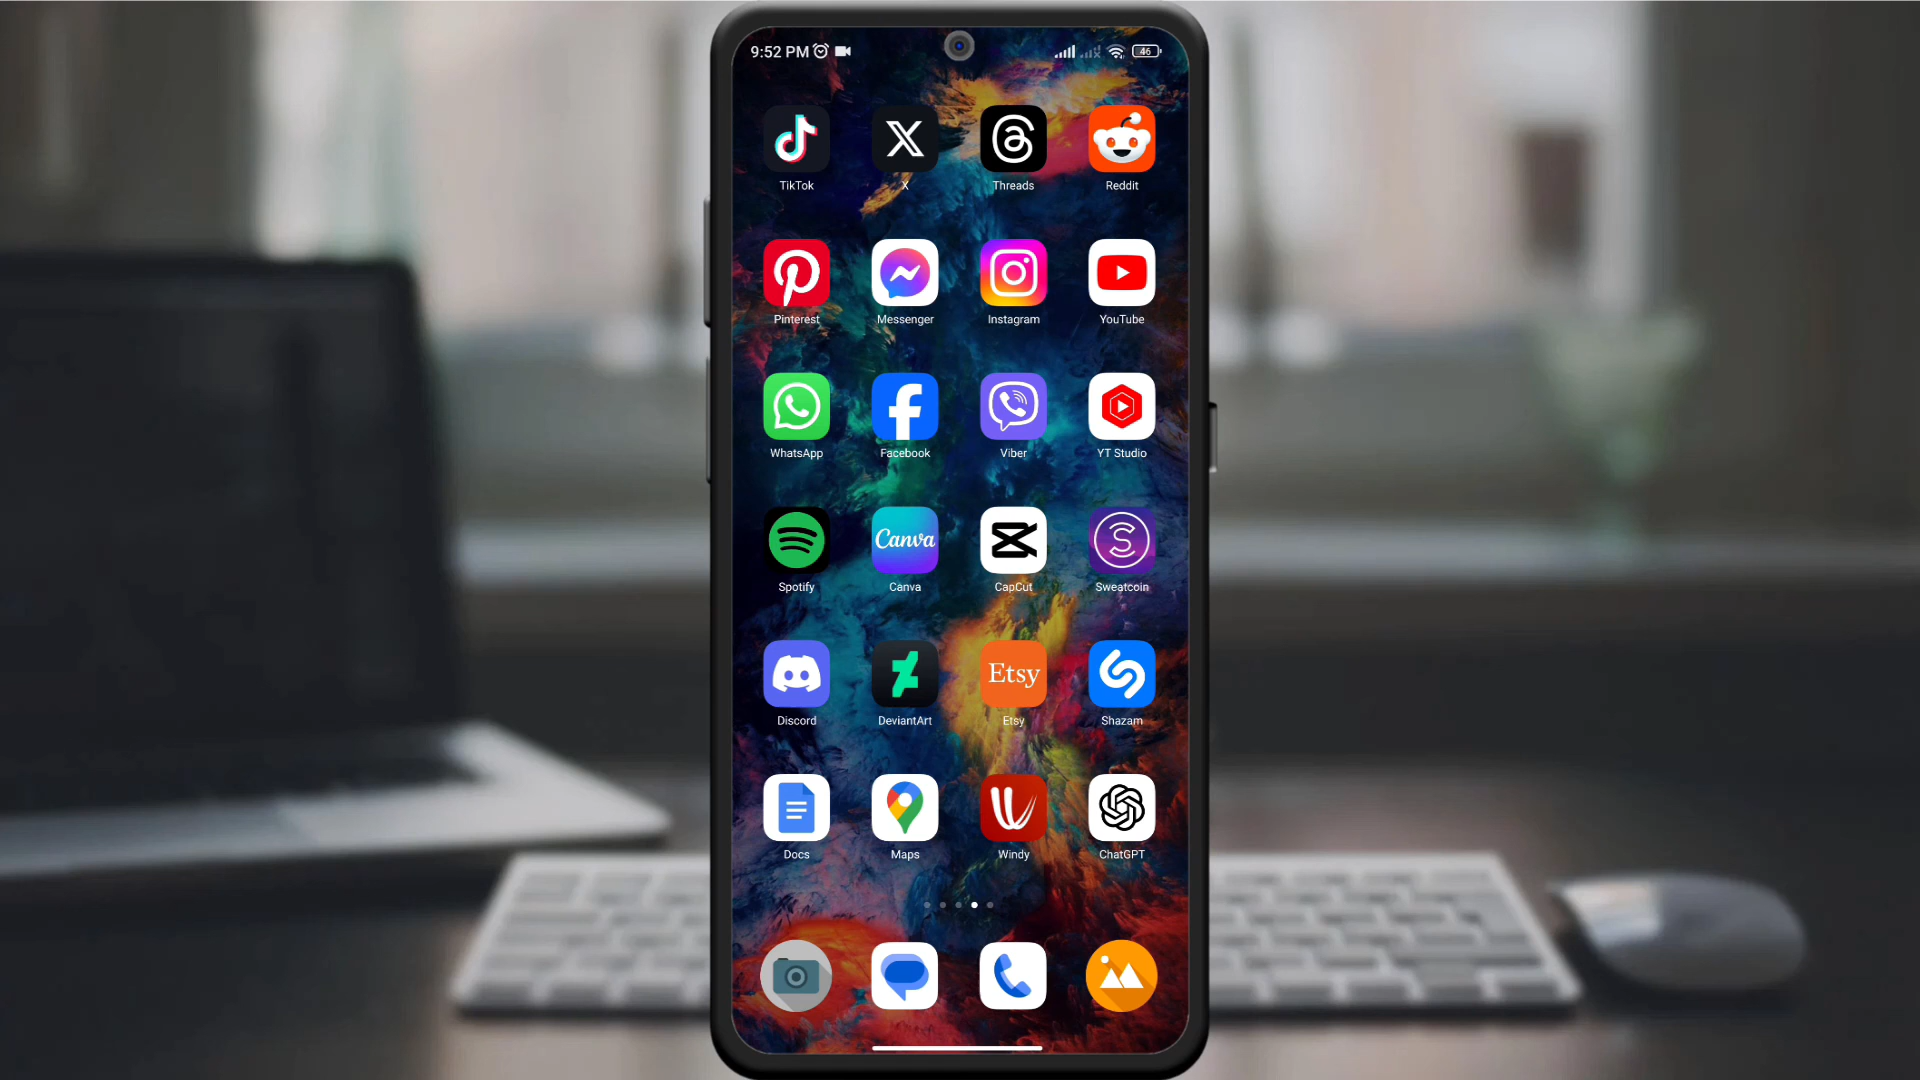 9:52 PM 46
TikTok X Threads Reddit
Pinterest Messenger Instagram YouTube
WhatsApp Facebook Viber YT Studio
Canva
Spotify Canva CapCut Sweatcoin
Etsy
Discord DeviantArt Etsy Shazam
Docs Maps Windy ChatGPT